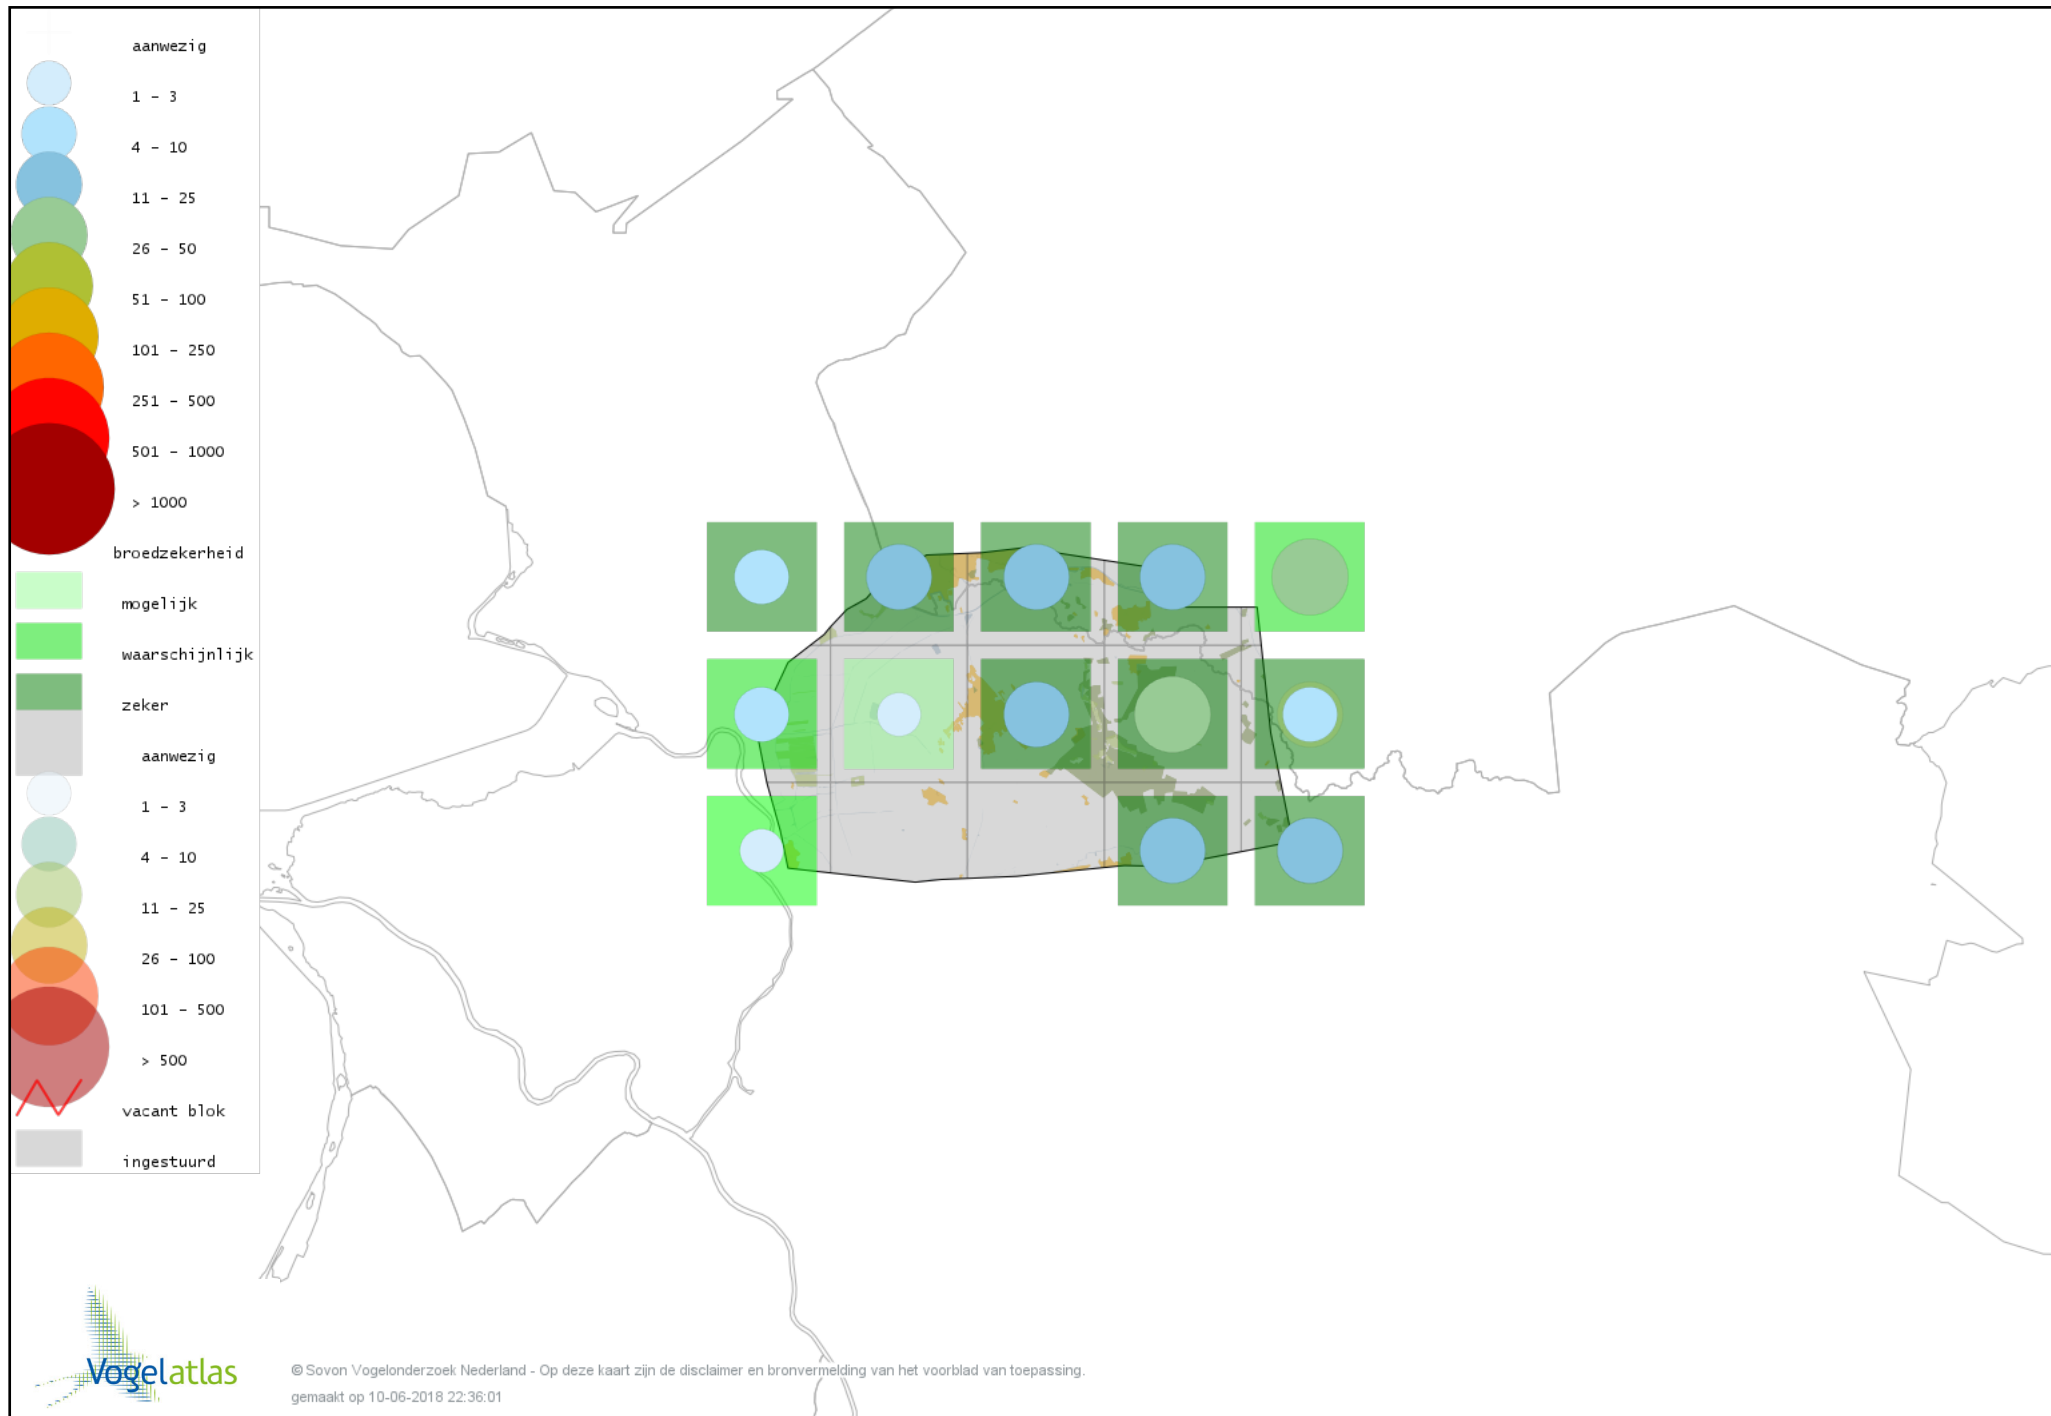 aanwezig
1 - 3
4 - 10
11 - 25
26 - 50
51 - 100
101 - 250
251 - 500
501 - 1000
> 1000
broedzekerheid
mogelijk
waarschijnlijk
zeker
aanwezig
1 - 3
4 - 10
11 - 25
26 - 100
101 - 500
> 500
vacant blok
ingestuurd
Vogelatlas
© Sovon Vogelonderzoek Nederland - Op deze kaart zijn de disclaimer en bronvermelding van het voorblad van toepassing.
gemaakt op 10-06-2018 22:36:01